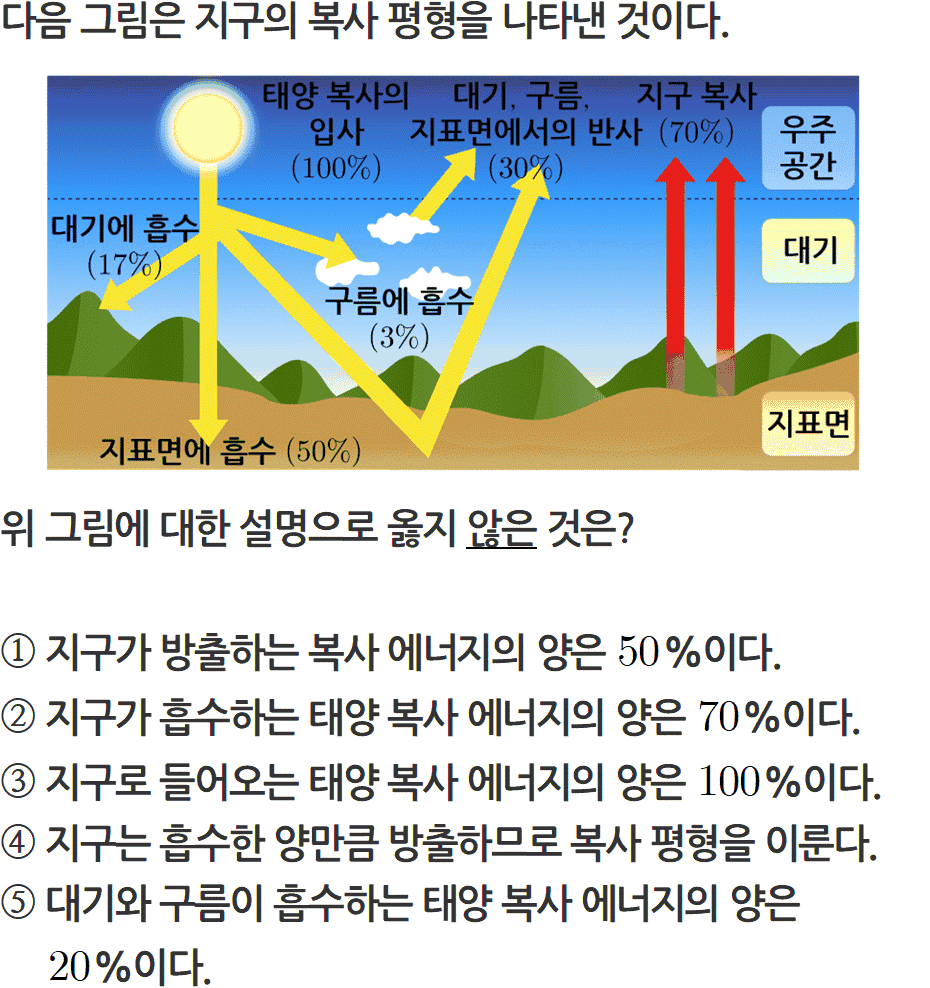 다음 그림은 지구의 복사 평형을 나타낸 것이다.
태양 복사의
입사
(100%)
대기, 구름,
지표면에서의 반사
(30%)
지구 복사
(70%)
우주
공간
대기에 흡수
(17%)
대기
구름에 흡수
(3%)
지표면에 흡수 (50%)
지표면
위 그림에 대한 설명으로 옳지 않은 것은?
① 지구가 방출하는 복사 에너지의 양은 50%이다.
② 지구가 흡수하는 태양 복사 에너지의 양은 70%이다.
③ 지구로 들어오는 태양 복사 에너지의 양은 100%이다.
④ 지구는 흡수한 양만큼 방출하므로 복사 평형을 이룬다.
⑤ 대기와 구름이 흡수하는 태양 복사 에너지의 양은
20%이다.